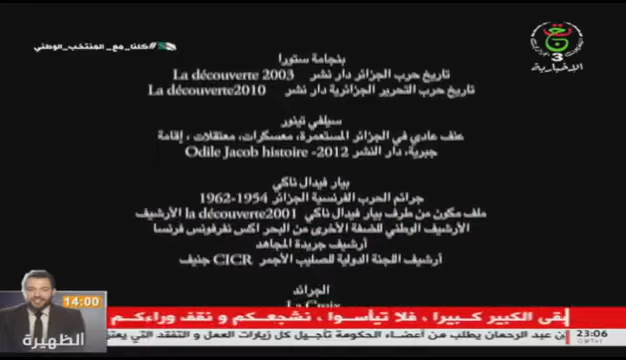 #كلنا_مع_المنتخب_الوطني
3
الإخبارية
بنجامة ستورا
تاريخ حرب الجزائر دار نشر La découverte 2003
تاريخ حرب التحرير الجزائرية دار نشر La découverte2010
سيلفي تينور
عنف عادي في الجزائر المستعمرة، معسكرات، معتقلات ، إقامة
جبرية، دار النشر Odile Jacob histoire -2012
بيار فيدال ناكي
جرائم الحرب الفرنسية الجزائر 1954-1962
ملف مكون من طرف بيار فيدال ناكي la découverte2001 الأرشيف
الأرشيف الوطني للضفة الأخرى من البحر اكس نفرفونس فرنسا
أرشيف جريدة المجاهد
أرشيف اللجنة الدولية للصليب الأحمر CICR جنيف
الجرائد
La Croix
14:00
الظهيرة
يبقى الكبير كبيرا ، فلا تيأسوا ، نشجعكم و نقف وراءكم
23:06
بن عبد الرحمان يطلب من أعضاء الحكومة تأجيل كل زيارات العمل و التفقد التي